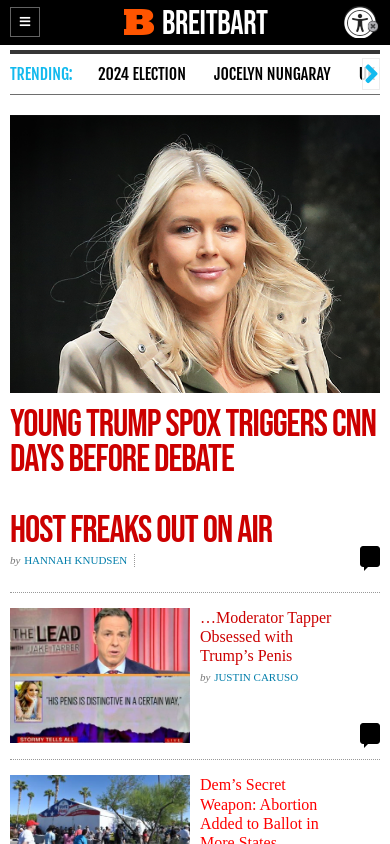 BREITBART
TRENDING: 2024 ELECTION JOCELYN NUNGARAY
YOUNG TRUMP SPOX TRIGGERS CNN
DAYS BEFORE DEBATE
HOST FREAKS OUT ON AIR
by HANNAH KNUDSEN
THE LEAD
WITH JAKE TAPPER
"HIS PENIS IS DISTINCTIVE IN A CERTAIN WAY,"
STORMY TELLS ALL
LIVE
…Moderator Tapper
Obsessed with
Trump’s Penis
by JUSTIN CARUSO
Dem’s Secret
Weapon: Abortion
Added to Ballot in
More States